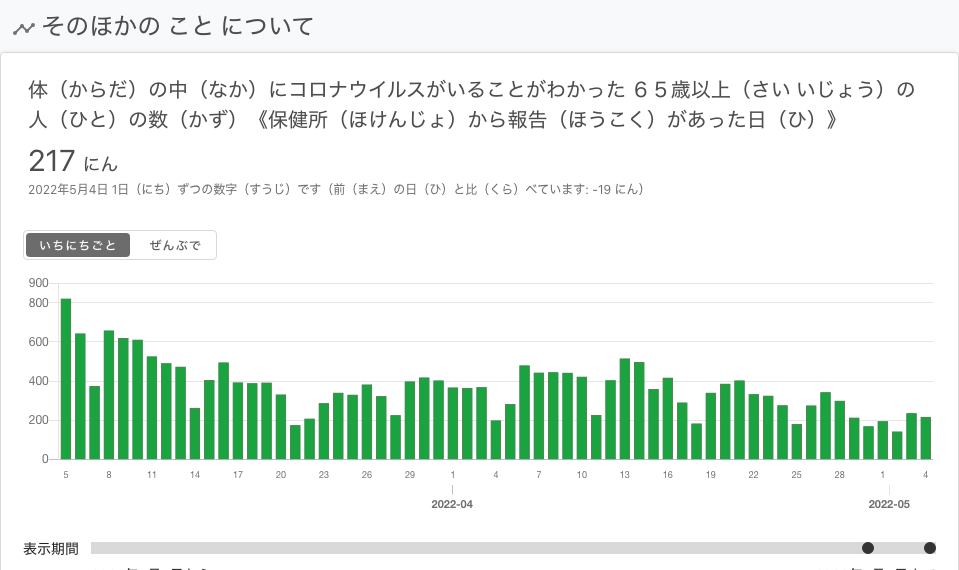 そのほかの こと について
体（からだ）の中（なか）にコロナウイルスがいることがわかった ６５歳以上（さい いじょう）の
人（ひと）の数（かず）《保健所（ほけんじょ）から報告（ほうこく）があった日（ひ）》
217 にん
2022年5月4日 1日（にち）ずつの数字（すうじ）です（前（まえ）の日（ひ）と比（くら）べています: -19 にん）
いちにちごと ぜんぶで
900
800
600
400
200
0
5 8 11 14 17 20 23 26 29 1 4 7 10 13 16 19 22 25 28 1 4
2022-04 2022-05
表示期間